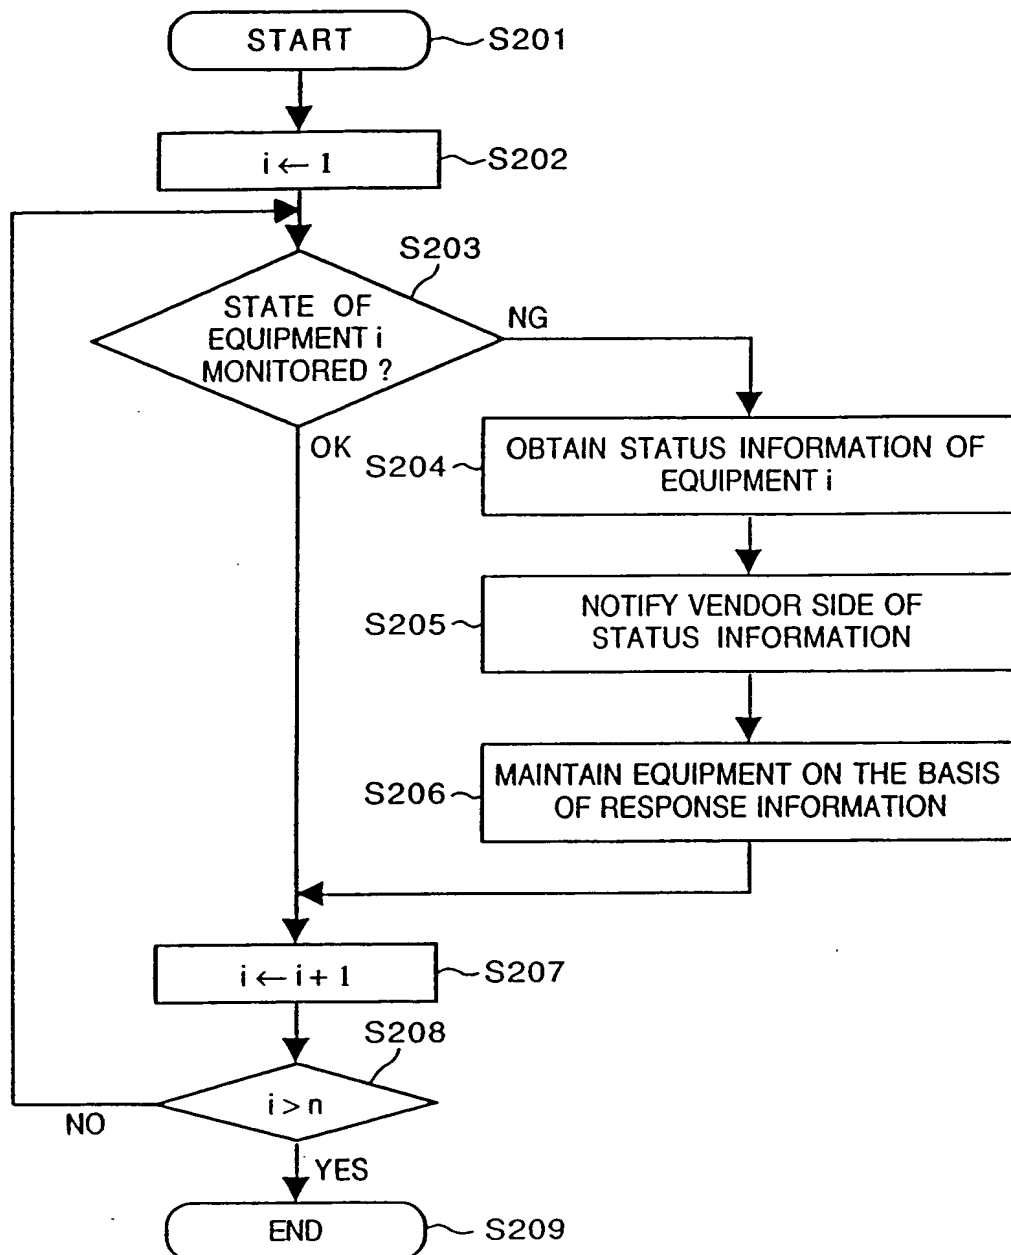 START
S201
i ← 1
S202
S203
STATE OF
EQUIPMENT i
MONITORED ?
NG
OK
S204
OBTAIN STATUS INFORMATION OF
EQUIPMENT i
S205
NOTIFY VENDOR SIDE OF
STATUS INFORMATION
S206
MAINTAIN EQUIPMENT ON THE BASIS
OF RESPONSE INFORMATION
i ← i + 1
S207
S208
i > n
NO
YES
END
S209